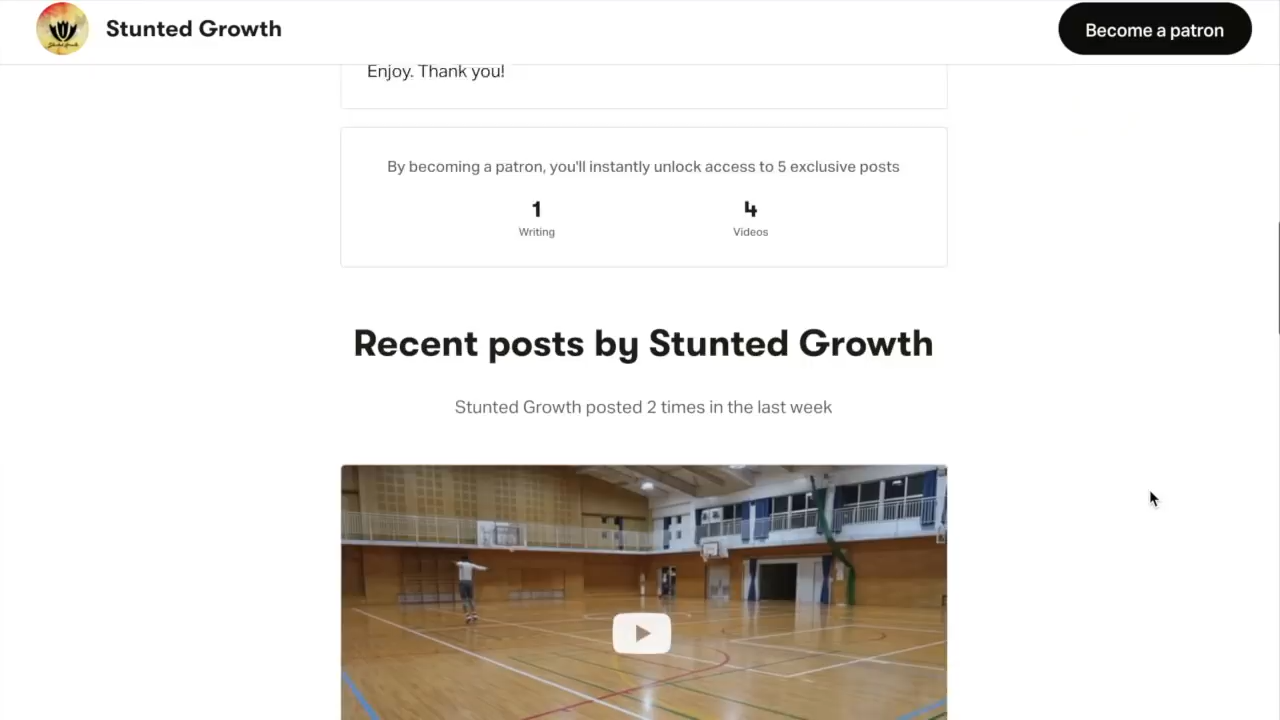 Stunted Growth
Become a patron
Enjoy. Thank you!
By becoming a patron, you'll instantly unlock access to 5 exclusive posts
1
Writing
4
Videos
Recent posts by Stunted Growth
Stunted Growth posted 2 times in the last week